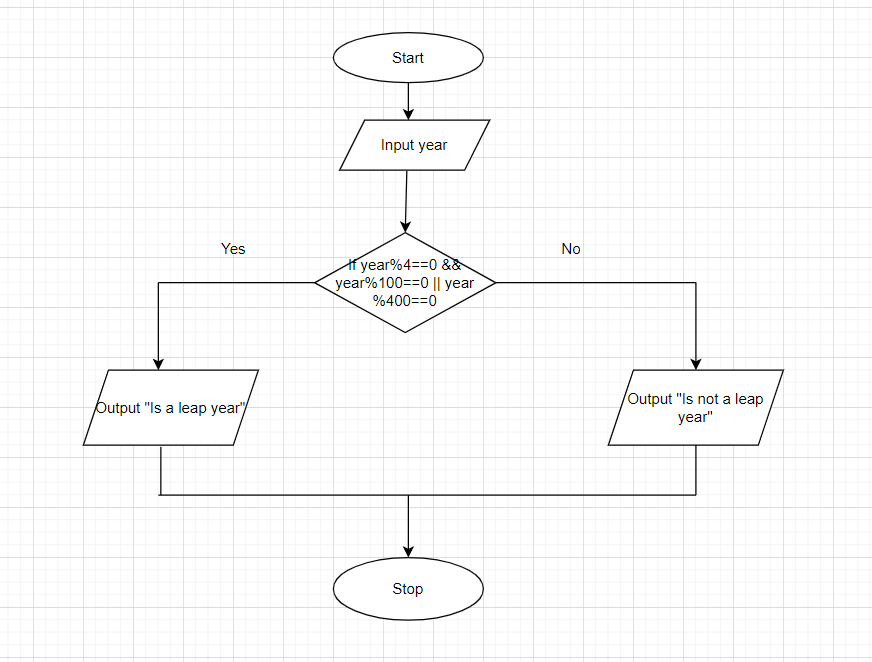 Start
Input year
Yes
No
If year%4==0 &&
year%100==0 || year
%400==0
Output "Is a leap year"
Output "Is not a leap
year"
Stop